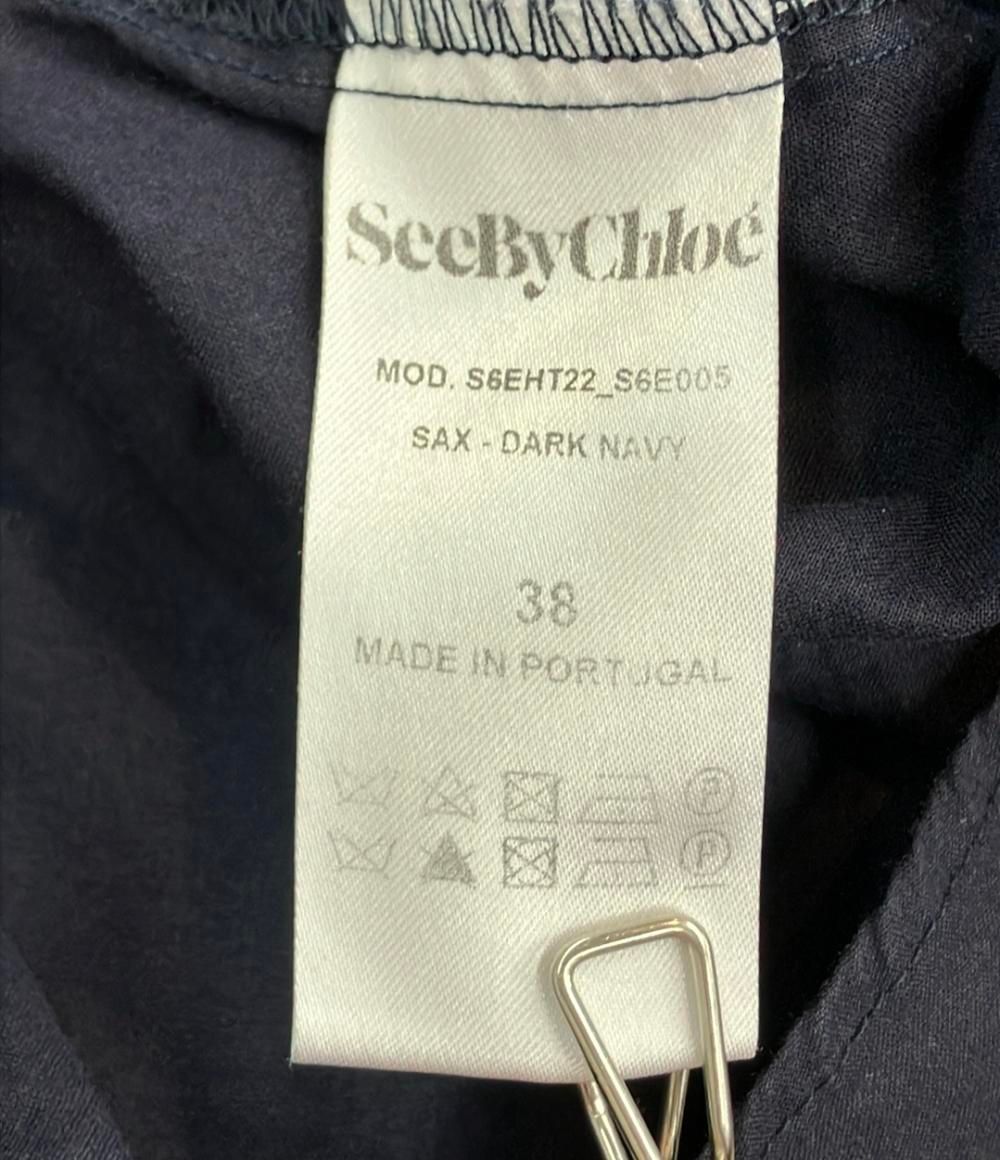 SeeByChloé
MOD. S6EHT22_S6E005
SAX - DARK NAVY
38
MADE IN PORTUGAL
P
P